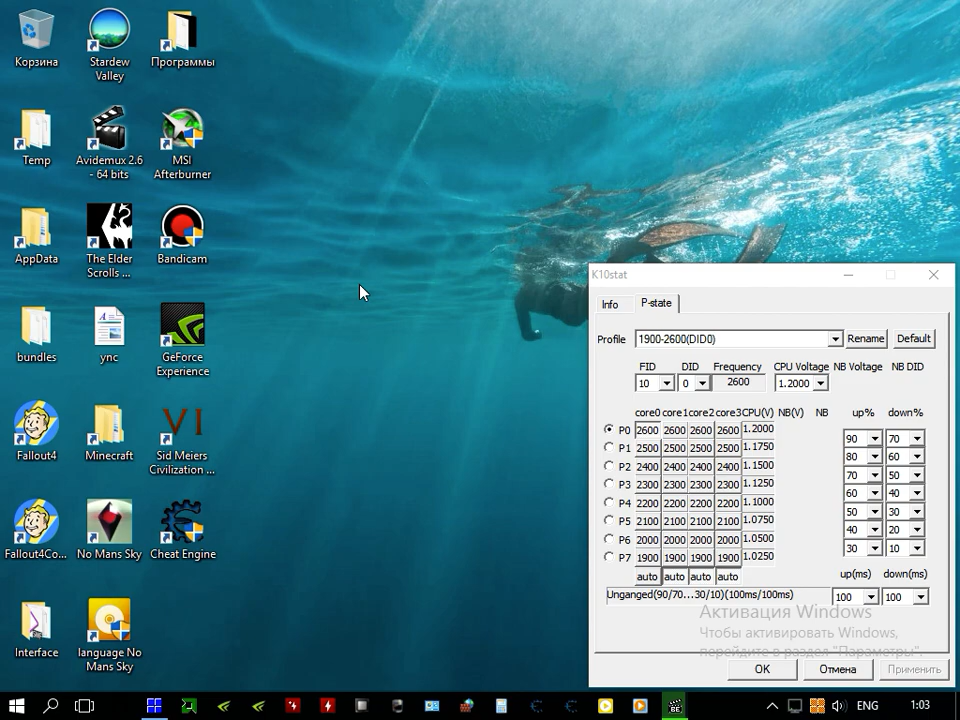 Корзина
Stardew
Valley
Программы
Temp
Avidemux 2.6
- 64 bits
MSI
Afterburner
AppData
The Elder
Scrolls ...
Bandicam
bundles
ync
GeForce
Experience
Fallout4
Minecraft
VI
Sid Meiers
Civilization ...
Fallout4Co...
No Mans Sky
Cheat Engine
Interface
language No
Mans Sky
K10stat
Info P-state
Profile 1900-2600(DID0) Rename Default
FID DID Frequency CPU Voltage NB Voltage NB DID
10 0 2600 1.2000
core0 core1 core2 core3 CPU(V) NB(V) NB up% down%
P0 2600 2600 2600 2600 1.2000 90 70
P1 2500 2500 2500 2500 1.1750 80 60
P2 2400 2400 2400 2400 1.1500 70 50
P3 2300 2300 2300 2300 1.1250 60 40
P4 2200 2200 2200 2200 1.1000 50 30
P5 2100 2100 2100 2100 1.0750 40 20
P6 2000 2000 2000 2000 1.0500 30 10
P7 1900 1900 1900 1900 1.0250
auto auto auto auto up(ms) down(ms)
Unganged(90/70...30/10)(100ms/100ms) 100 100
Активация Windows
Чтобы активировать Windows,
перейдите в раздел "Параметры".
OK Отмена Применить
BE
ENG 1:03